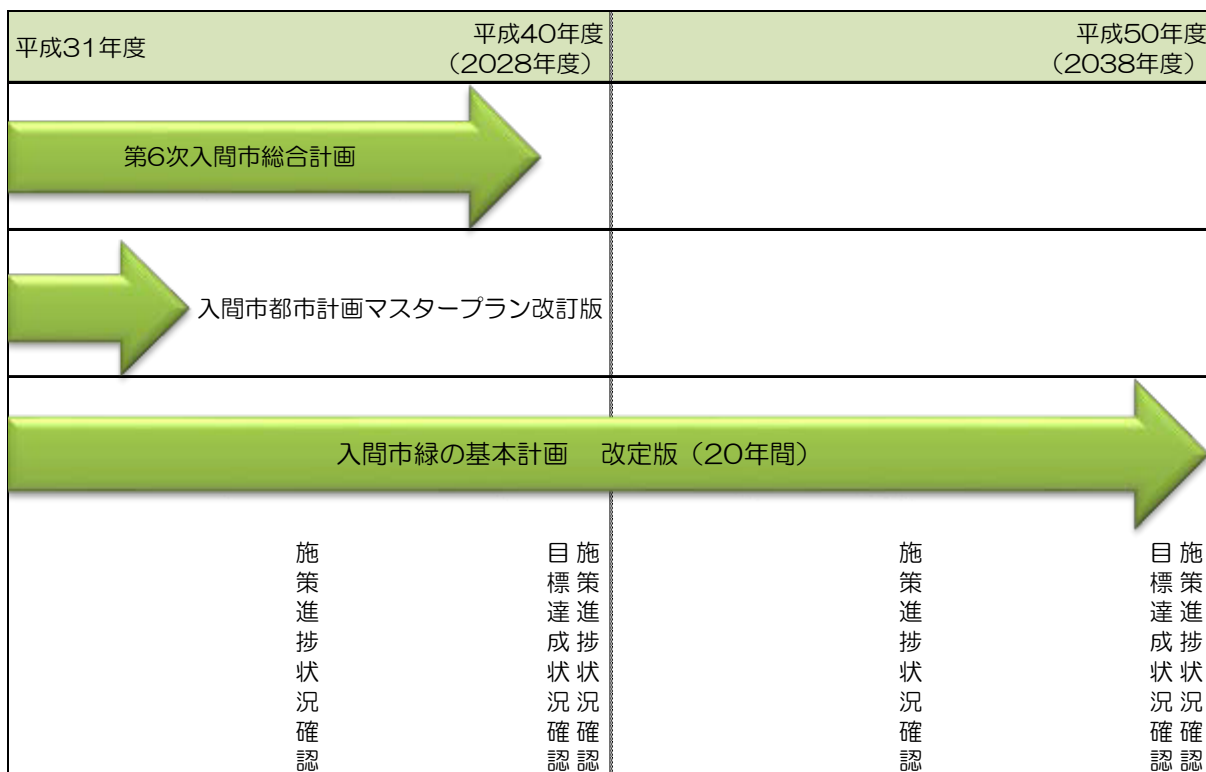 平成31年度
平成40年度
（2028年度）
平成50年度
（2038年度）
第6次入間市総合計画
入間市都市計画マスタープラン改訂版
入間市緑の基本計画　改定版（20年間）
施策進捗状況確認
施策進捗状況確認
目標達成状況確認
施策進捗状況確認
施策進捗状況確認
目標達成状況確認